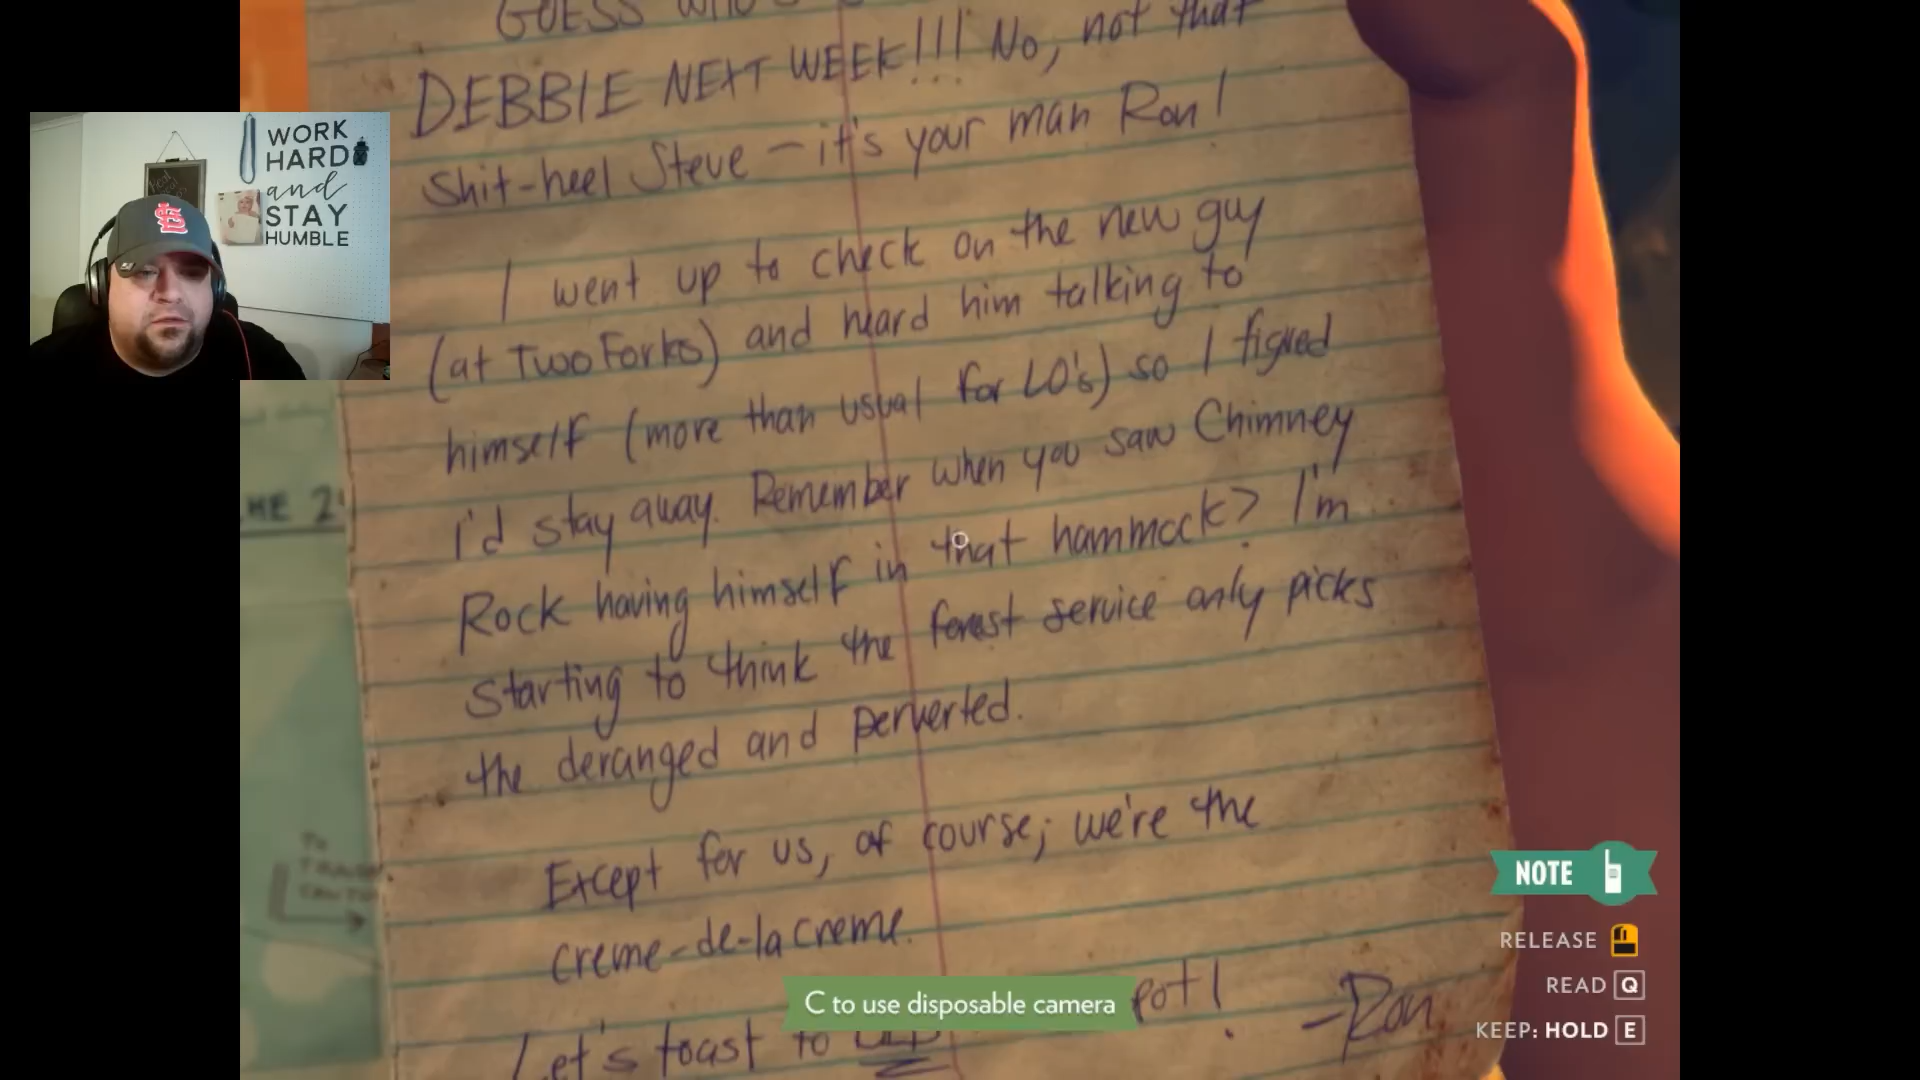 GUESS
DEBBIE NEXT WEEK!!! No, not that
Shit-heel Steve - it's your man Ron!
I went up to check on the new guy
(at Two Forks) and heard him talking to
himself (more than usual for LO's) so I figred
i'd stay away. Remember when you saw Chimney
Rock having himself in that hammock? I'm
starting to think the forest service only picks
the deranged and perverted.
Except for us, of course; we're the
creme-de-la creme.
Let's toast to pot!
-Ron
WORK
HARD
and
STAY
HUMBLE
NOTE
RELEASE
READ Q
KEEP: HOLD E
C to use disposable camera